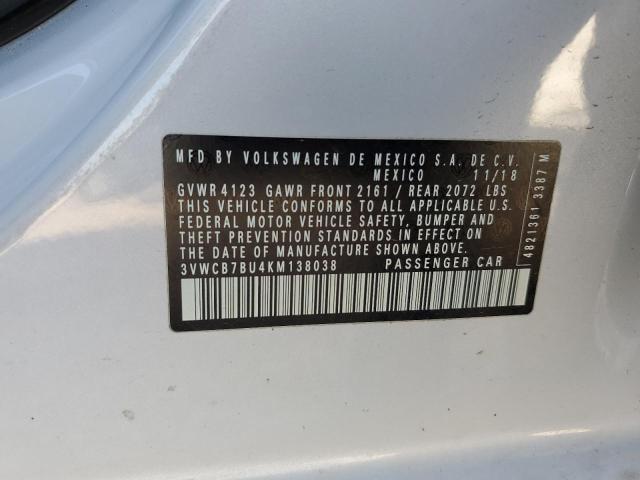 MFD BY VOLKSWAGEN DE MEXICO S.A. DE C.V.
MEXICO 11/18
GVWR 4123 GAWR FRONT 2161 / REAR 2072 LBS
THIS VEHICLE CONFORMS TO ALL APPLICABLE U.S.
FEDERAL MOTOR VEHICLE SAFETY, BUMPER AND
THEFT PREVENTION STANDARDS IN EFFECT ON
THE DATE OF MANUFACTURE SHOWN ABOVE.
3VWCB7BU4KM138038 PASSENGER CAR
4821361 3387 M